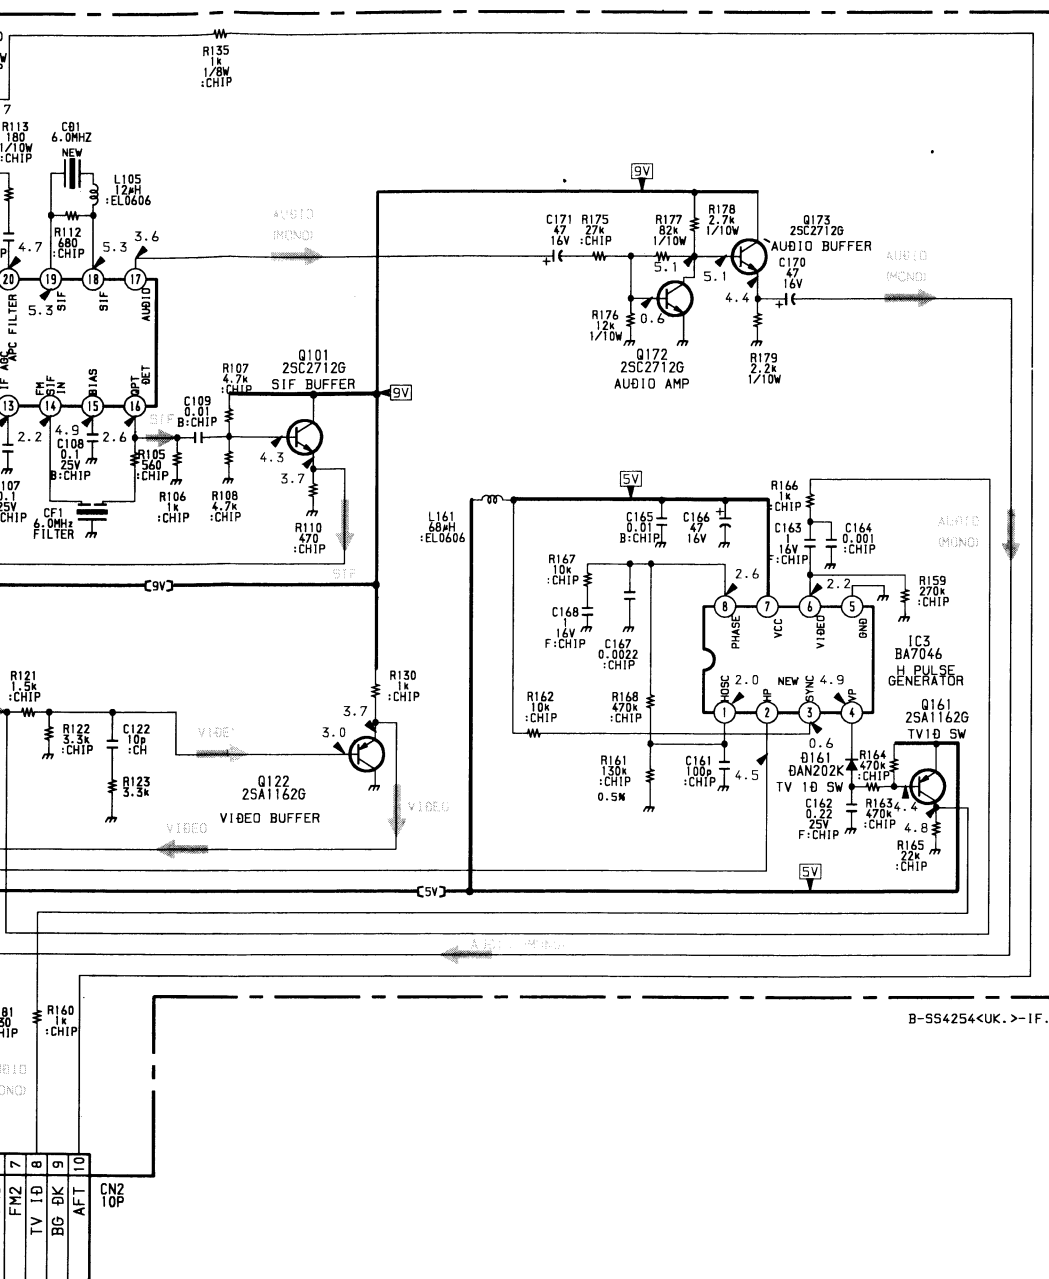 R135
1k
1/8W
:CHIP
7
R113
180
1/10W
:CHIP
CD1
6.0MHZ
NEW
L105
12μH
:EL0606
R112
680
:CHIP
4.7
5.3
3.6
20
19
18
17
APC FILTER
SIF
SIF
AUDIO
5.3
AUDIO
(MONO)
9V
C171
47
16V
R175
27k
:CHIP
R177
82k
1/10W
R178
2.7k
1/10W
Q173
2SC2712G
AUDIO BUFFER
C170
47
16V
5.1
5.1
4.4
0.6
R176
12k
1/10W
Q172
2SC2712G
AUDIO AMP
R179
2.2k
1/10W
AUDIO
(MONO)
IF AGC
FM
SIF
IN
BIAS
OPT
DET
13
14
15
16
2.2
4.9
2.6
C108
0.1
25V
B:CHIP
R105
560
:CHIP
SIF
C109
0.01
B:CHIP
R107
4.7k
:CHIP
Q101
2SC2712G
SIF BUFFER
9V
4.3
3.7
107
0.1
25V
CHIP
CF1
6.0MHz
FILTER
R106
1k
:CHIP
R108
4.7k
:CHIP
R110
470
:CHIP
SIF
[9V]
5V
L161
68μH
:EL0606
C165
0.01
B:CHIP
C166
47
16V
R166
1k
:CHIP
C163
1
16V
F:CHIP
C164
0.001
:CHIP
AUDIO
(MONO)
R167
10k
:CHIP
C168
1
16V
F:CHIP
C167
0.0022
:CHIP
2.6
2.2
R159
270k
:CHIP
8
7
6
5
PHASE
VCC
VIDEO
GND
IC3
BA7046
H PULSE
GENERATOR
2.0
NEW
4.9
HOSC
HP
SYNC
VP
1
2
3
4
R121
1.5k
:CHIP
R122
3.3k
:CHIP
C122
10p
:CH
R123
3.3k
VIDEO
R130
1k
:CHIP
3.7
3.0
Q122
2SA1162G
VIDEO BUFFER
VIDEO
VIDEO
R162
10k
:CHIP
R168
470k
:CHIP
R161
130k
:CHIP
0.5%
C161
100p
:CHIP
4.5
0.6
D161
DAN202K
TV ID SW
Q161
2SA1162G
TVID SW
R164
470k
:CHIP
C162
0.22
25V
F:CHIP
R163
470k
:CHIP
4.4
4.8
R165
22k
:CHIP
[5V]
5V
(MONO)
81
HIP
R160
1k
:CHIP
B-SS4254<UK.>-IF.
7
8
9
10
FM2
TV ID
BG DK
AFT
CN2
10P